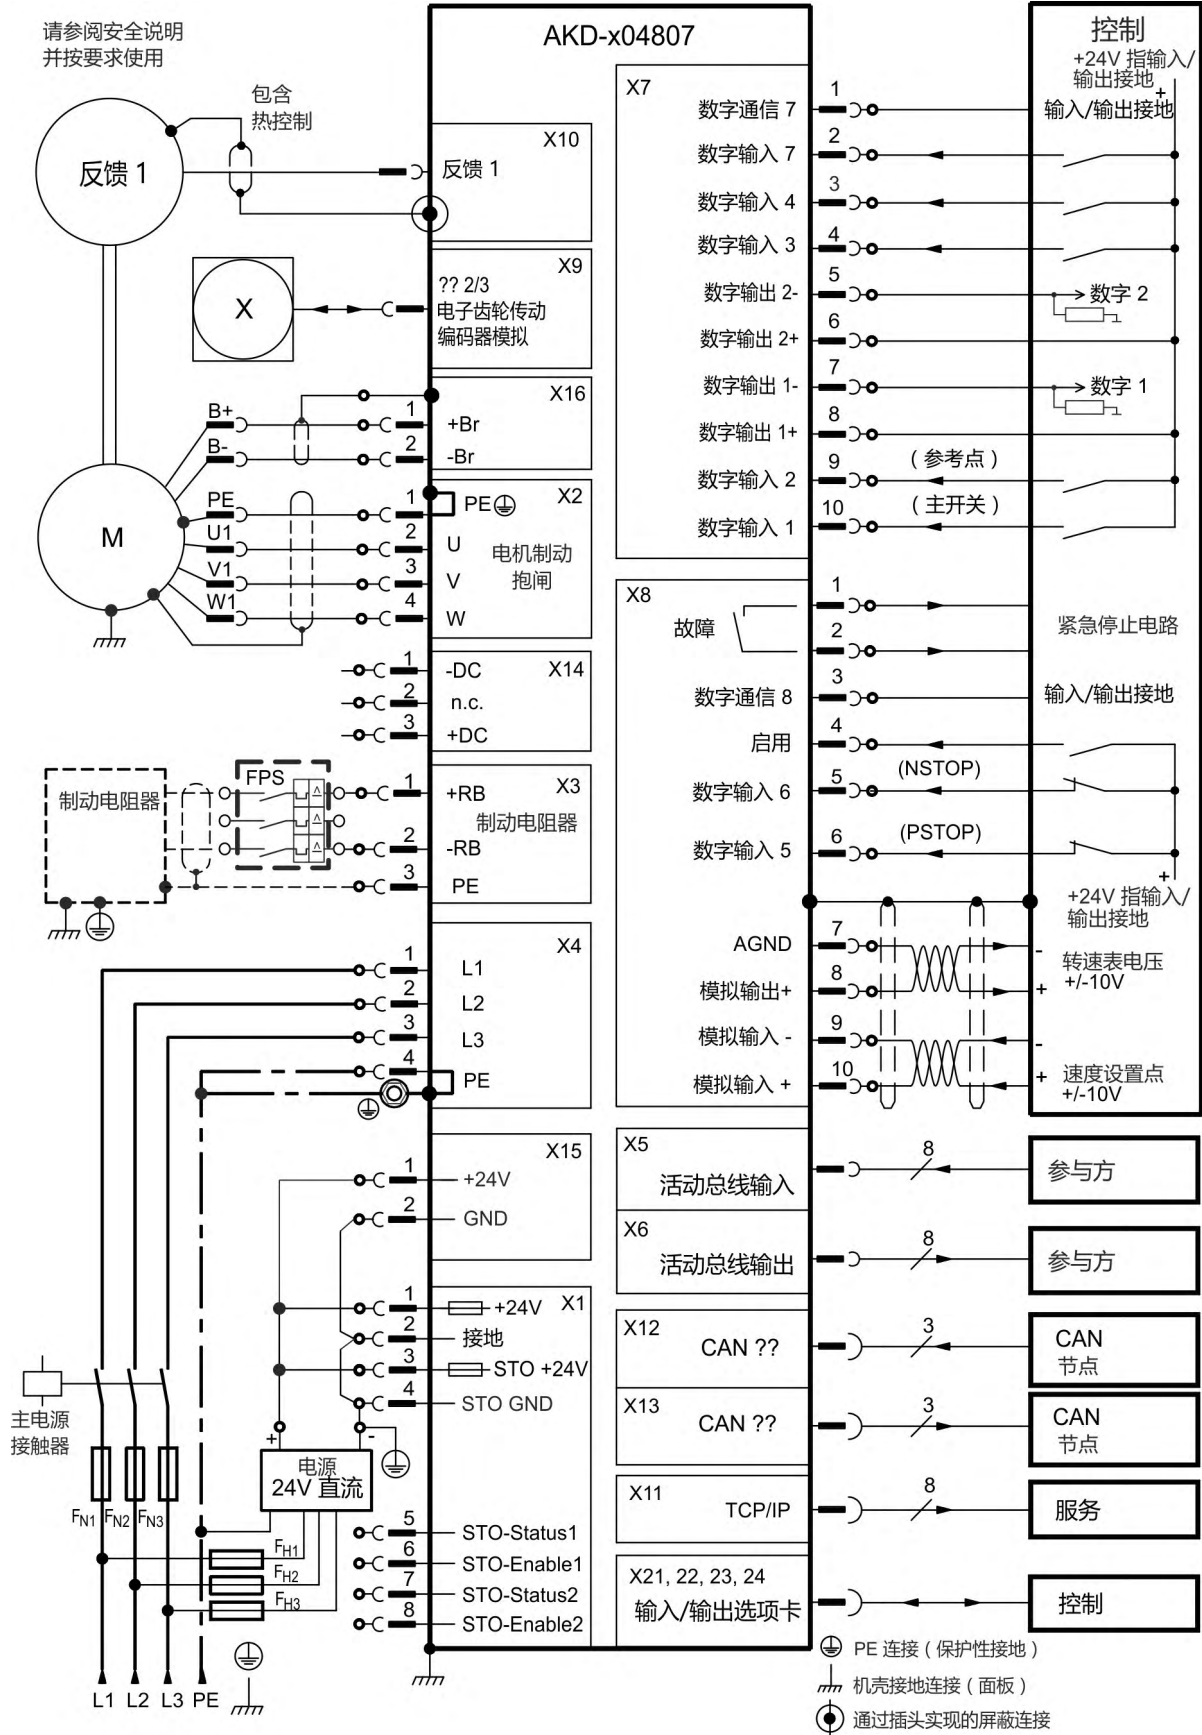 请参阅安全说明
并按要求使用
AKD-x04807
控制
+24V 指输入/
输出接地
+
包含
热控制
反馈 1
X10
反馈 1
X9
?? 2/3
电子齿轮传动
编码器模拟
X
X16
B+
1
+Br
B-
2
-Br
X2
PE
1
PE
U1
2
U
V1
3
V
W1
4
W
电机制动
抱闸
M
X14
1
-DC
2
n.c.
3
+DC
X3
制动电阻器
FPS
1
+RB
制动电阻器
2
-RB
3
PE
X4
1
L1
2
L2
3
L3
4
PE
X15
1
+24V
2
GND
X1
1
+24V
2
接地
3
STO +24V
4
STO GND
+
-
电源
24V 直流
主电源
接触器
FN1
FN2
FN3
FH1
FH2
FH3
5
STO-Status1
6
STO-Enable1
7
STO-Status2
8
STO-Enable2
L1
L2
L3
PE
X7
数字通信 7
1
输入/输出接地
数字输入 7
2
数字输入 4
3
数字输入 3
4
数字输出 2-
5
数字 2
数字输出 2+
6
数字输出 1-
7
数字 1
数字输出 1+
8
数字输入 2
9
(参考点)
数字输入 1
10
(主开关)
X8
故障
1
2
紧急停止电路
数字通信 8
3
输入/输出接地
启用
4
数字输入 6
5
(NSTOP)
数字输入 5
6
(PSTOP)
+
+24V 指输入/
输出接地
AGND
7
-
转速表电压
模拟输出+
8
+
+/-10V
模拟输入 -
9
-
模拟输入 +
10
+
速度设置点
+/-10V
X5
活动总线输入
8
参与方
X6
活动总线输出
8
参与方
X12
CAN ??
3
CAN
节点
X13
CAN ??
3
CAN
节点
X11
TCP/IP
8
服务
X21, 22, 23, 24
输入/输出选项卡
控制
PE 连接(保护性接地)
机壳接地连接(面板)
通过插头实现的屏蔽连接